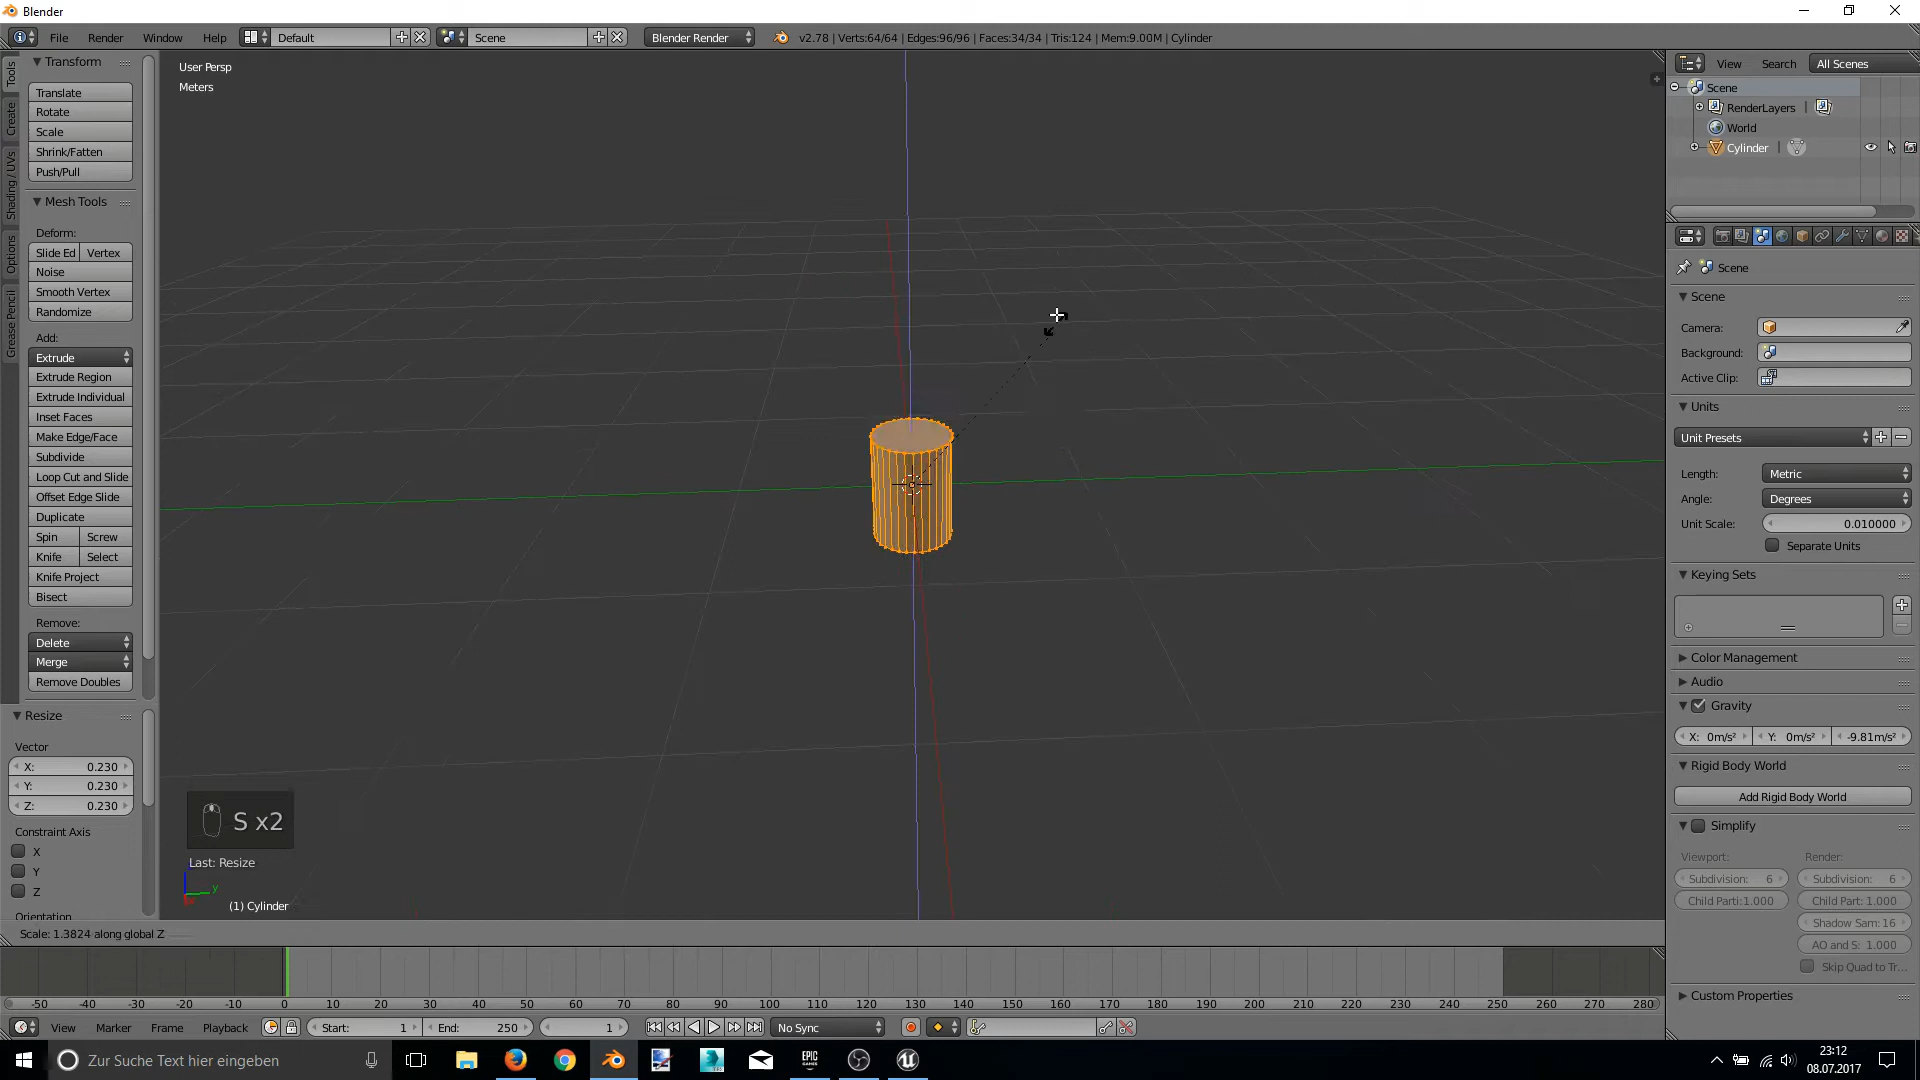 Blender
File Render Window Help Default Scene Blender Render v2.78 | Verts:64/64 | Edges:96/96 | Faces:34/34 | Tris:124 | Mem:9.00M | Cylinder
Tools
Create
Shading / UVs
Options
Grease Pencil
Transform
Translate
Rotate
Scale
Shrink/Fatten
Push/Pull
Mesh Tools
Deform:
Slide Ed Vertex
Noise
Smooth Vertex
Randomize
Add:
Extrude
Extrude Region
Extrude Individual
Inset Faces
Make Edge/Face
Subdivide
Loop Cut and Slide
Offset Edge Slide
Duplicate
Spin Screw
Knife Select
Knife Project
Bisect
Remove:
Delete
Merge
Remove Doubles
Resize
Vector
X: 0.230
Y: 0.230
Z: 0.230
Constraint Axis
X
Y
Z
Orientation
User Persp
Meters
S x2
Last: Resize
y
(1) Cylinder
Scale: 1.3824 along global Z
View Search All Scenes
Scene
RenderLayers |
World
Cylinder |
Scene
Scene
Camera:
Background:
Active Clip:
Units
Unit Presets
Length: Metric
Angle: Degrees
Unit Scale: 0.010000
Separate Units
Keying Sets
Color Management
Audio
Gravity
X: 0m/s² Y: 0m/s² -9.81m/s²
Rigid Body World
Add Rigid Body World
Simplify
Viewport: Render:
Subdivision: 6 Subdivision: 6
Child Parti:1.000 Child Part: 1.000
Shadow Sam: 16
AO and S: 1.000
Skip Quad to Tr...
Custom Properties
-50 -40 -30 -20 -10 0 10 20 30 40 50 60 70 80 90 100 110 120 130 140 150 160 170 180 190 200 210 220 230 240 250 260 270 280
View Marker Frame Playback Start: 1 End: 250 1 No Sync
Zur Suche Text hier eingeben
EPIC GAMES
23:12
08.07.2017